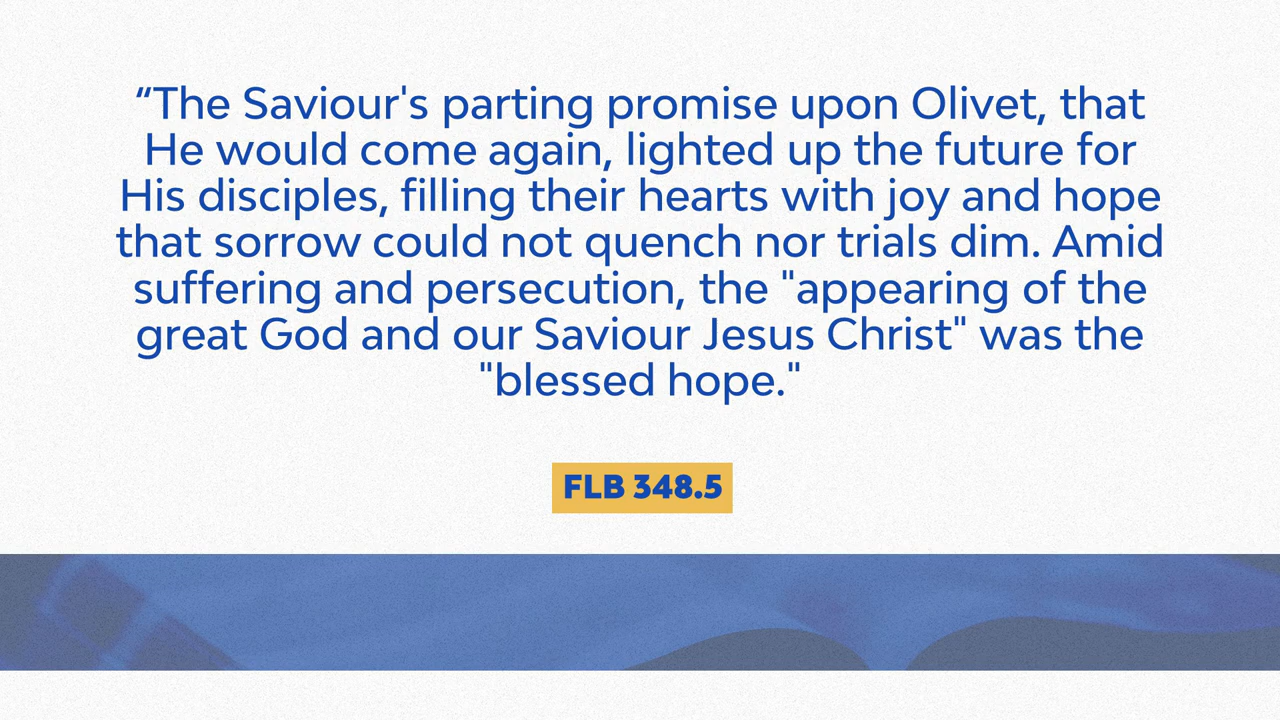 “The Saviour's parting promise upon Olivet, that
He would come again, lighted up the future for
His disciples, filling their hearts with joy and hope
that sorrow could not quench nor trials dim. Amid
suffering and persecution, the "appearing of the
great God and our Saviour Jesus Christ" was the
"blessed hope."
FLB 348.5